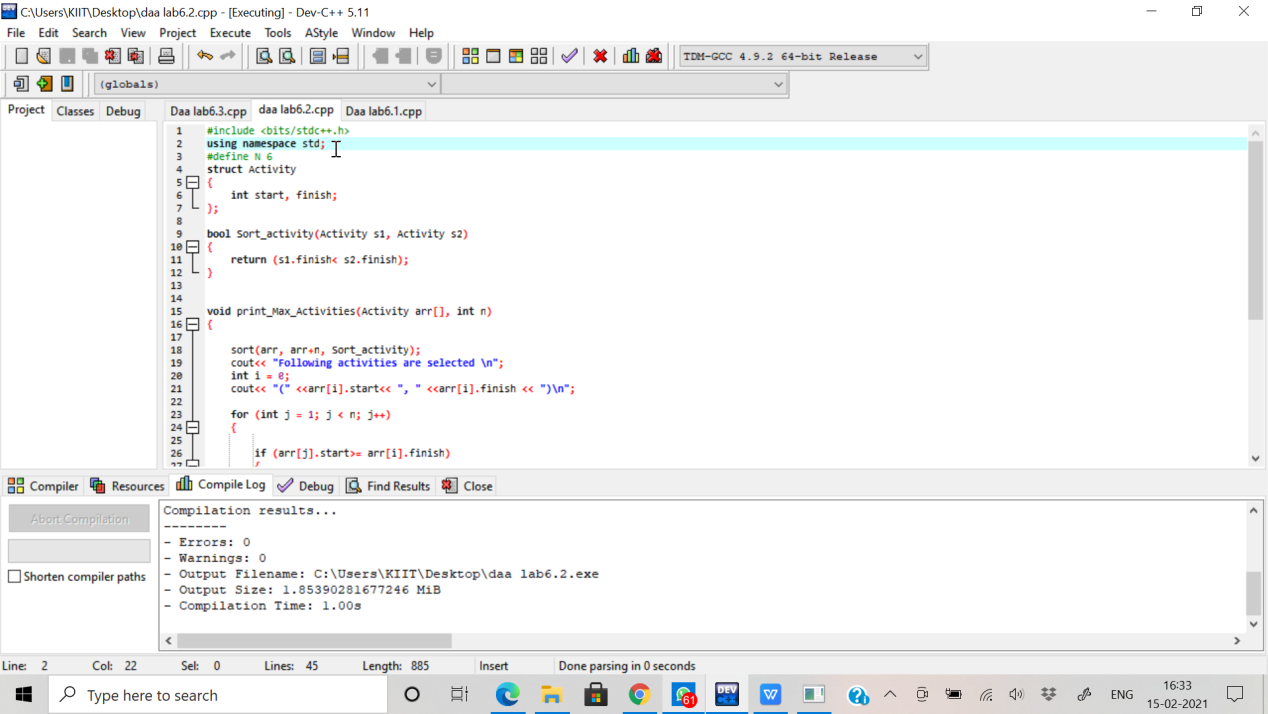 C:\Users\KIIT\Desktop\daa lab6.2.cpp - [Executing] - Dev-C++ 5.11
File Edit Search View Project Execute Tools AStyle Window Help
TDM-GCC 4.9.2 64-bit Release
(globals)
Project Classes Debug Daa lab6.3.cpp daa lab6.2.cpp Daa lab6.1.cpp
1 #include <bits/stdc++.h>
2 using namespace std;
3 #define N 6
4 struct Activity
5 {
6 int start, finish;
7 };
8
9 bool Sort_activity(Activity s1, Activity s2)
10 {
11 return (s1.finish< s2.finish);
12 }
13
14
15 void print_Max_Activities(Activity arr[], int n)
16 {
17
18 sort(arr, arr+n, Sort_activity);
19 cout<< "Following activities are selected \n";
20 int i = 0;
21 cout<< "(" <<arr[i].start<< ", " <<arr[i].finish << ")\n";
22
23 for (int j = 1; j < n; j++)
24 {
25
26 if (arr[j].start>= arr[i].finish)
27 {
Compiler Resources Compile Log Debug Find Results Close
Abort Compilation
Shorten compiler paths
Compilation results...
--------
- Errors: 0
- Warnings: 0
- Output Filename: C:\Users\KIIT\Desktop\daa lab6.2.exe
- Output Size: 1.85390281677246 MiB
- Compilation Time: 1.00s
Line: 2 Col: 22 Sel: 0 Lines: 45 Length: 885 Insert Done parsing in 0 seconds
Type here to search
61
DEV
ENG
16:33
15-02-2021